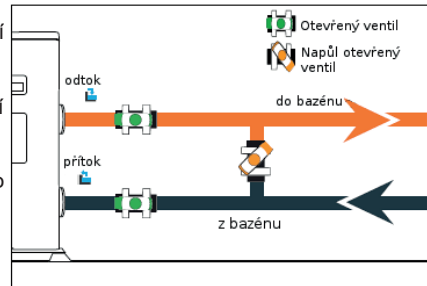 Otevřený ventil
Napůl otevřený
ventil
odtok
do bazénu
přítok
z bazénu